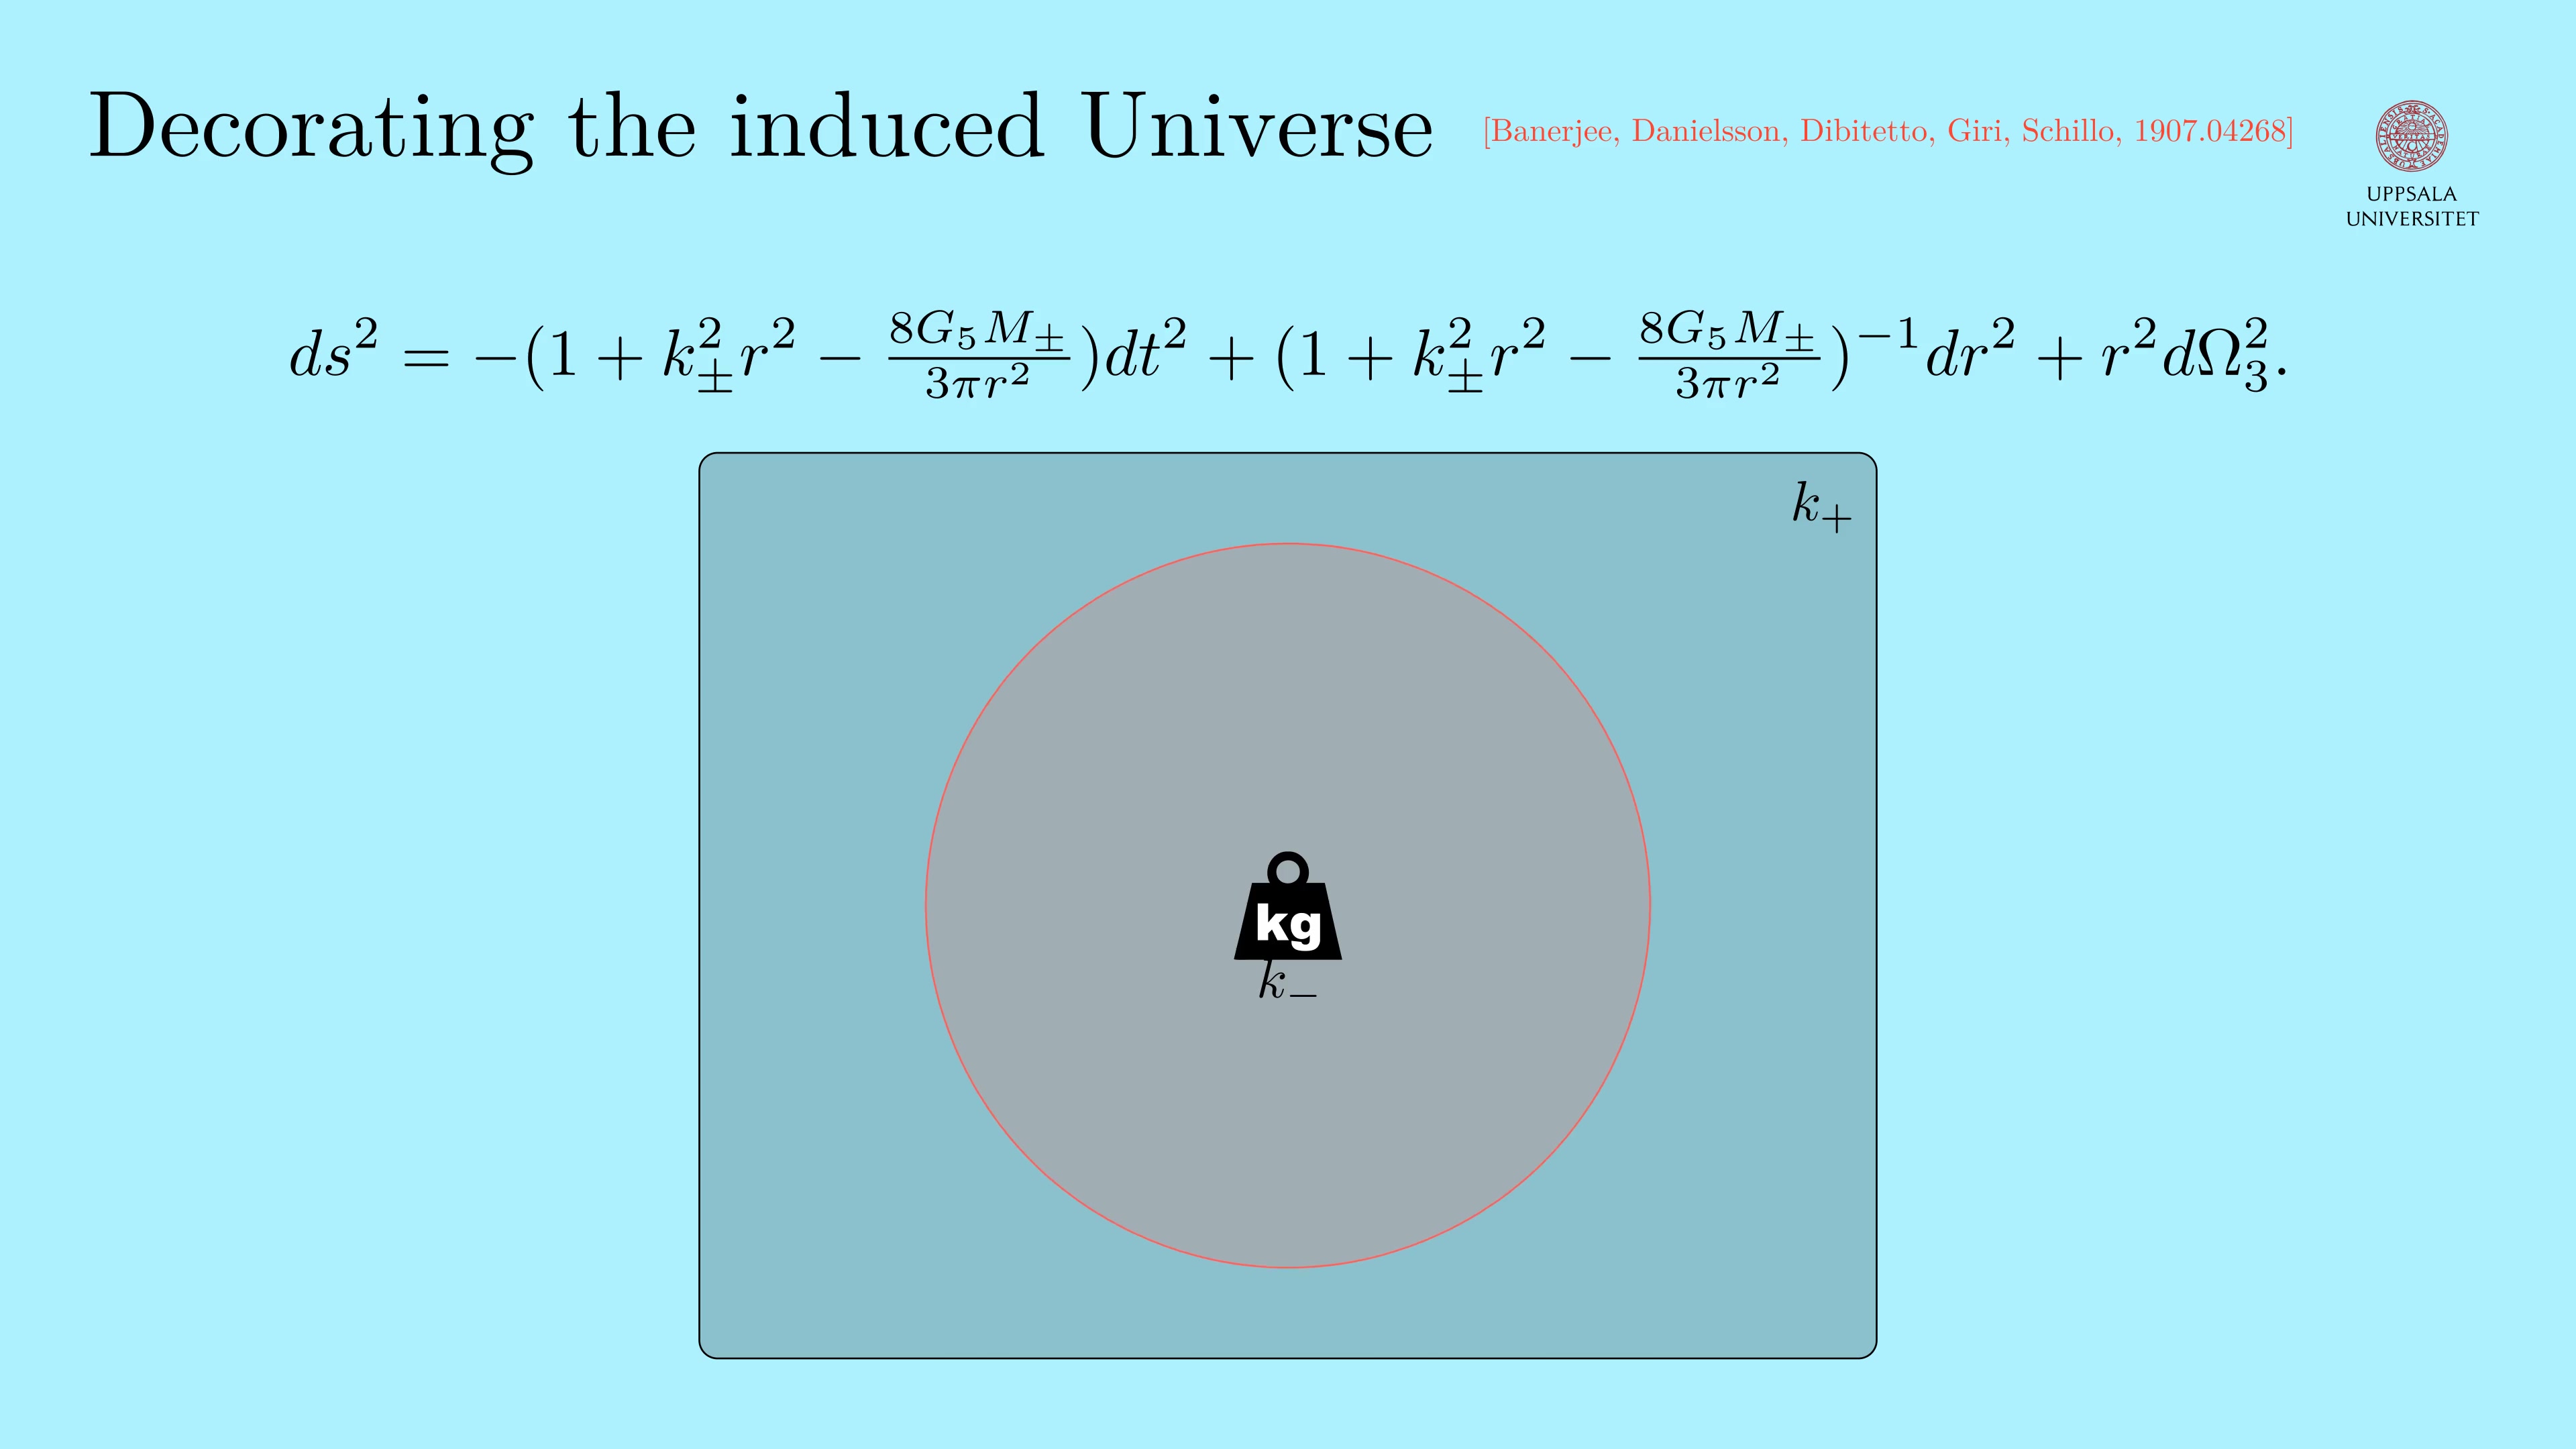 Decorating the induced Universe [Banerjee, Danielsson, Dibitetto, Giri, Schillo, 1907.04268]
UPPSALA
UNIVERSITET
$ds^2 = -(1 + k_{\pm}^2 r^2 - \frac{8G_5 M_{\pm}}{3\pi r^2})dt^2 + (1 + k_{\pm}^2 r^2 - \frac{8G_5 M_{\pm}}{3\pi r^2})^{-1} dr^2 + r^2 d\Omega_3^2.$
$k_+$
kg
$k_-$